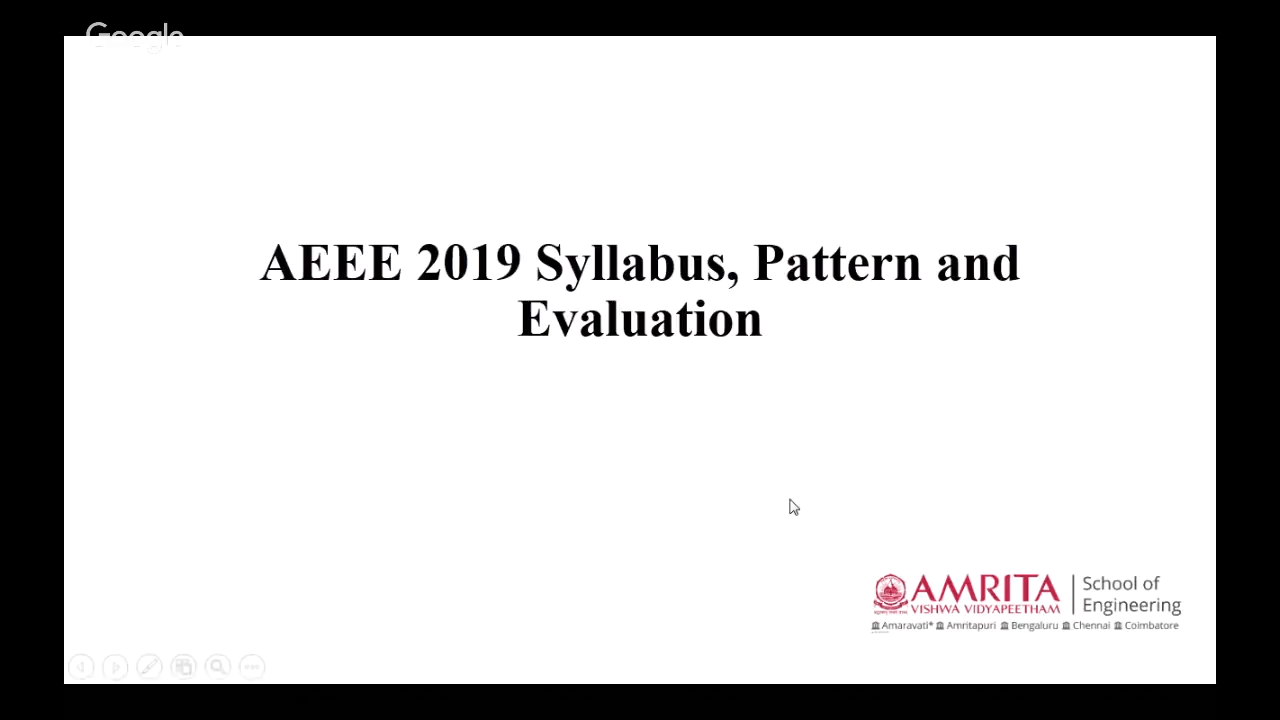 Google
AEEE 2019 Syllabus, Pattern and
Evaluation
AMRITA
VISHWA VIDYAPEETHAM
School of
Engineering
Amaravati* Amritapuri Bengaluru Chennai Coimbatore